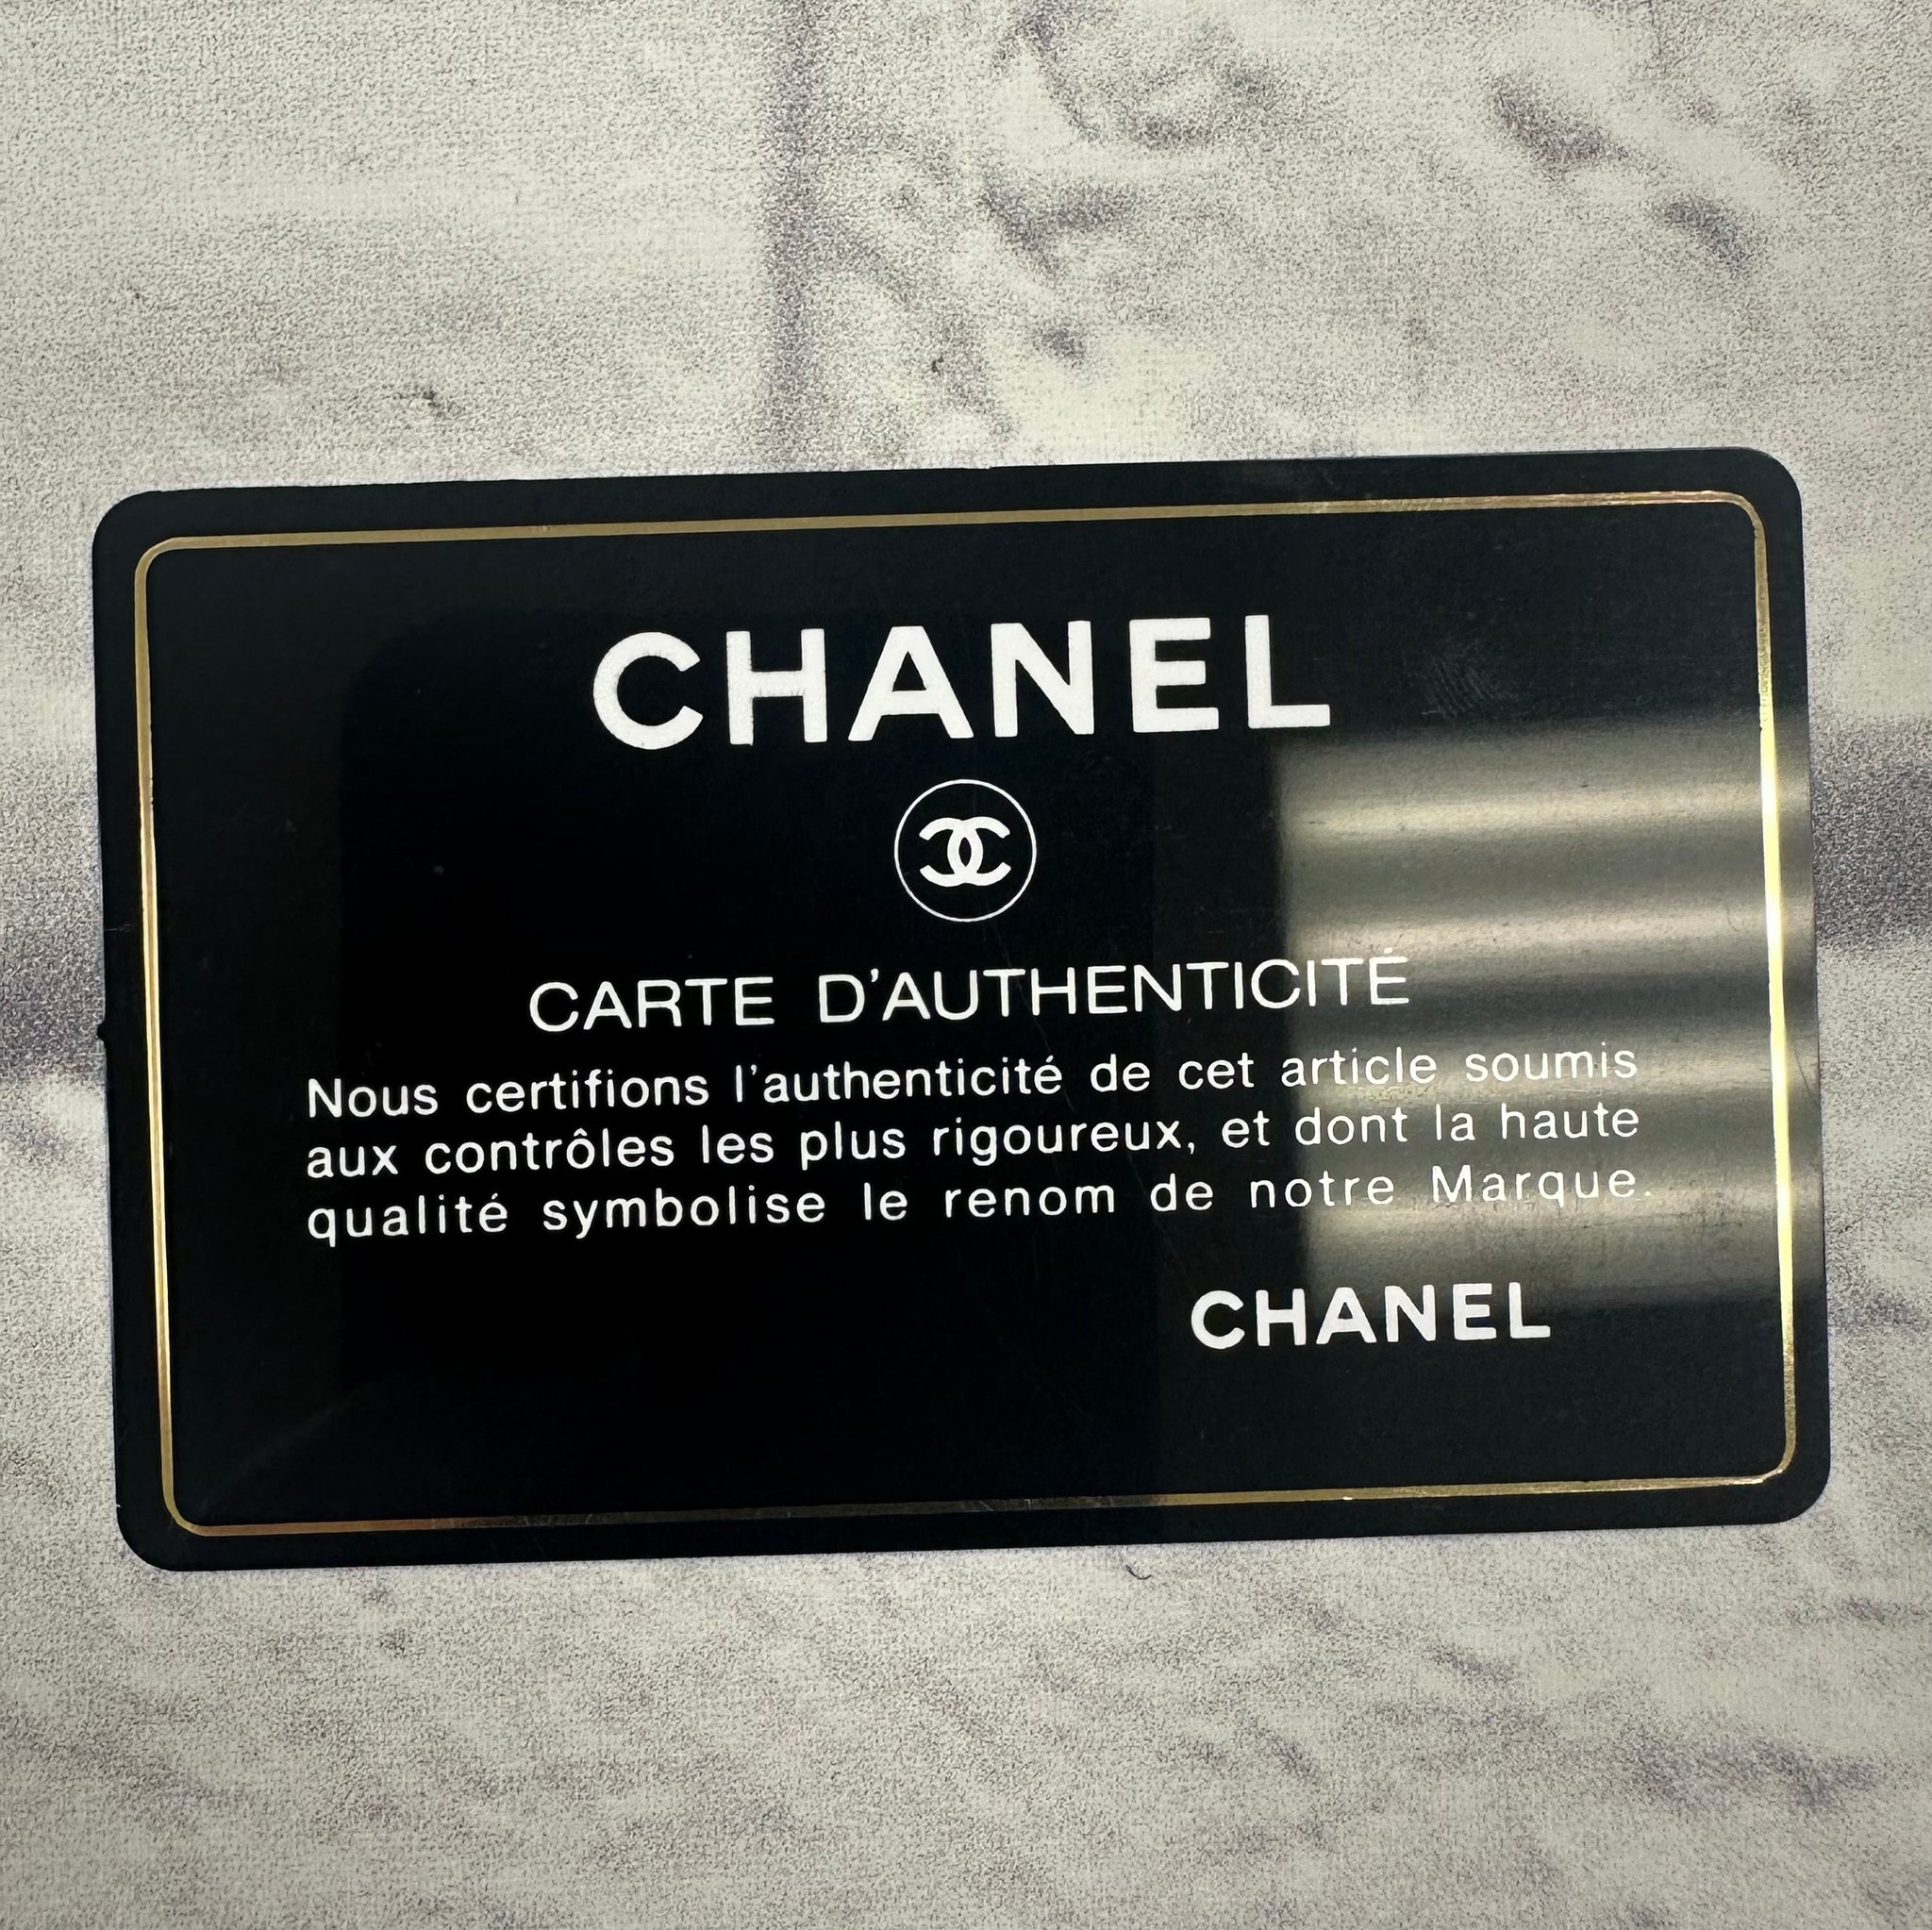 CHANEL
CARTE D'AUTHENTICITÉ
Nous certifions l'authenticité de cet article soumis
aux contrôles les plus rigoureux, et dont la haute
qualité symbolise le renom de notre Marque.
CHANEL